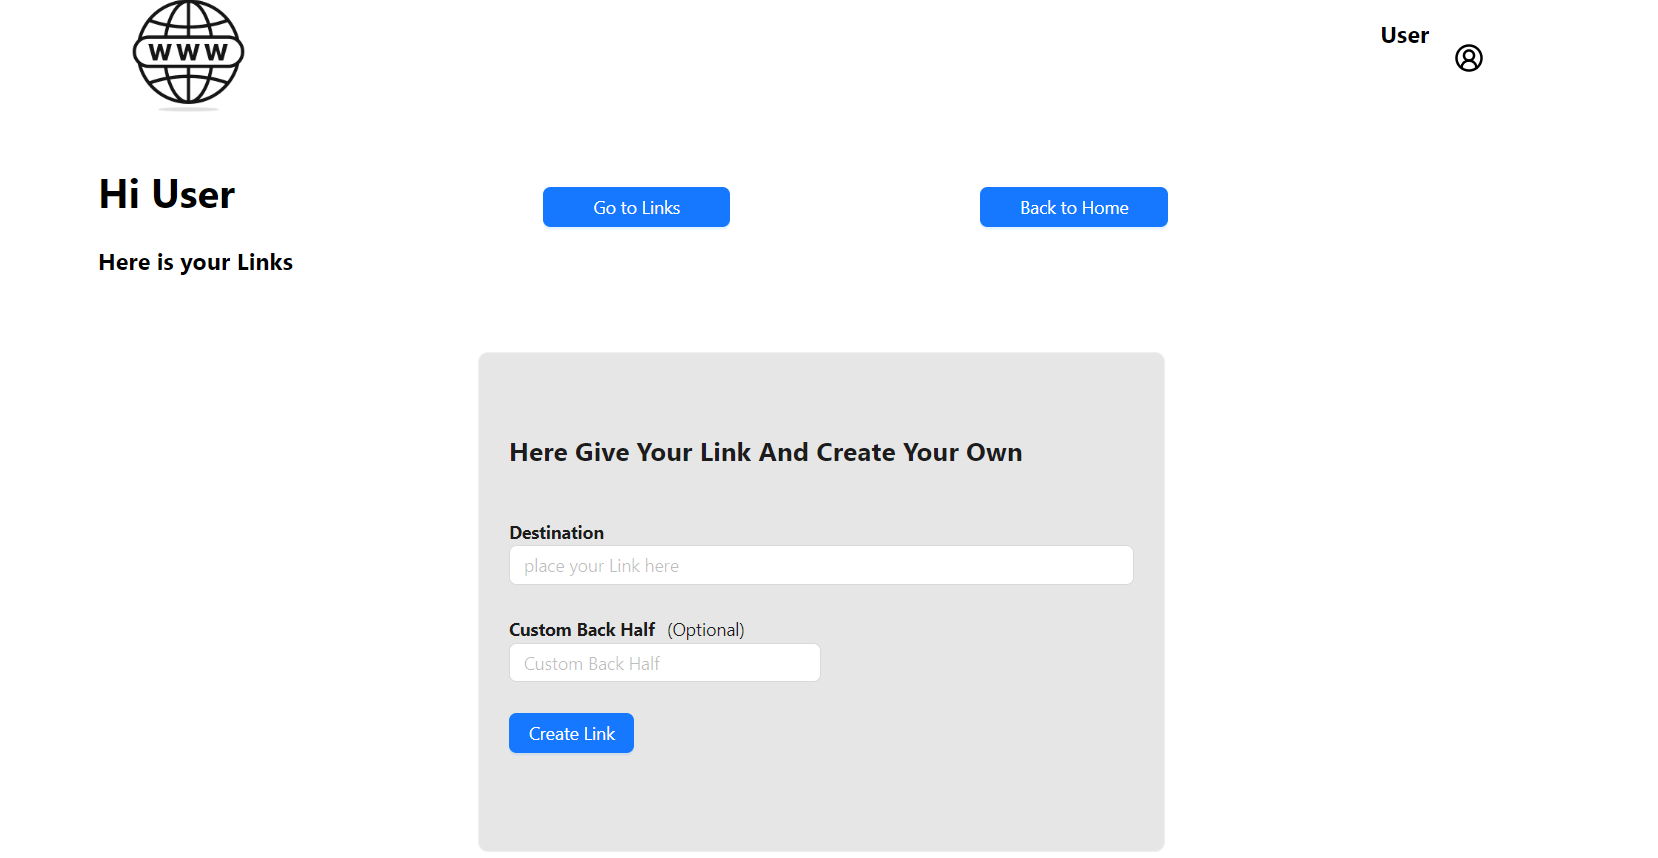 WWW
User
Hi User
Go to Links
Back to Home
Here is your Links
Here Give Your Link And Create Your Own
Destination
place your Link here
Custom Back Half (Optional)
Custom Back Half
Create Link